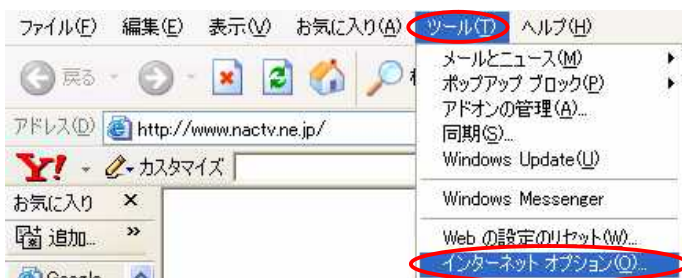 ファイル(F) 編集(E) 表示(V) お気に入り(A) ツール(T) ヘルプ(H)
戻る
アドレス(D) http://www.nactv.ne.jp/
Y! カスタマイズ
お気に入り ×
追加... »
Google
メールとニュース(M)
ポップアップ ブロック(P)
アドオンの管理(A)...
同期(S)...
Windows Update(U)
Windows Messenger
Web の設定のリセット(W)...
インターネット オプション(O)...